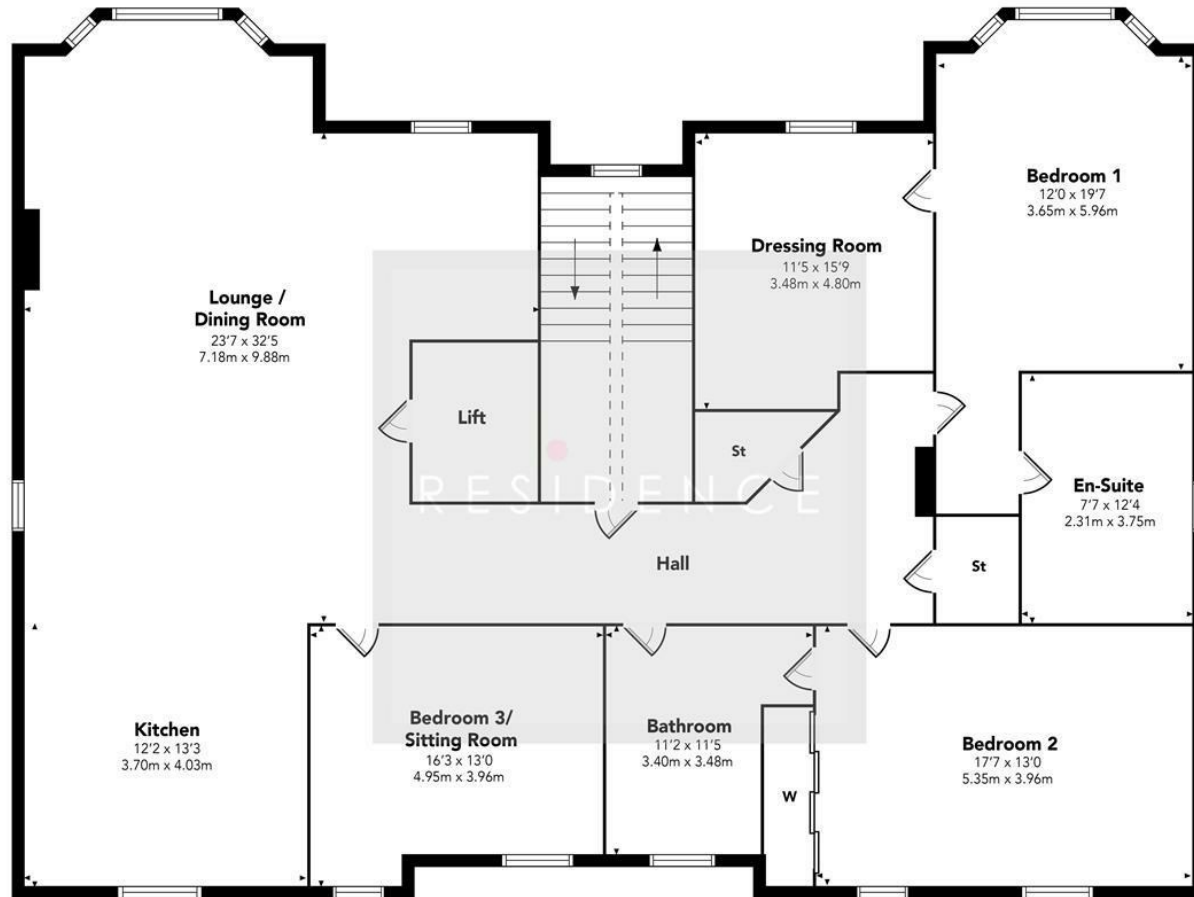 Lounge /
Dining Room
23'7 x 32'5
7.18m x 9.88m
Lift
Dressing Room
11'5 x 15'9
3.48m x 4.80m
Bedroom 1
12'0 x 19'7
3.65m x 5.96m
St
RESIDENCE
En-Suite
7'7 x 12'4
2.31m x 3.75m
Hall
St
Kitchen
12'2 x 13'3
3.70m x 4.03m
Bedroom 3/
Sitting Room
16'3 x 13'0
4.95m x 3.96m
Bathroom
11'2 x 11'5
3.40m x 3.48m
W
Bedroom 2
17'7 x 13'0
5.35m x 3.96m